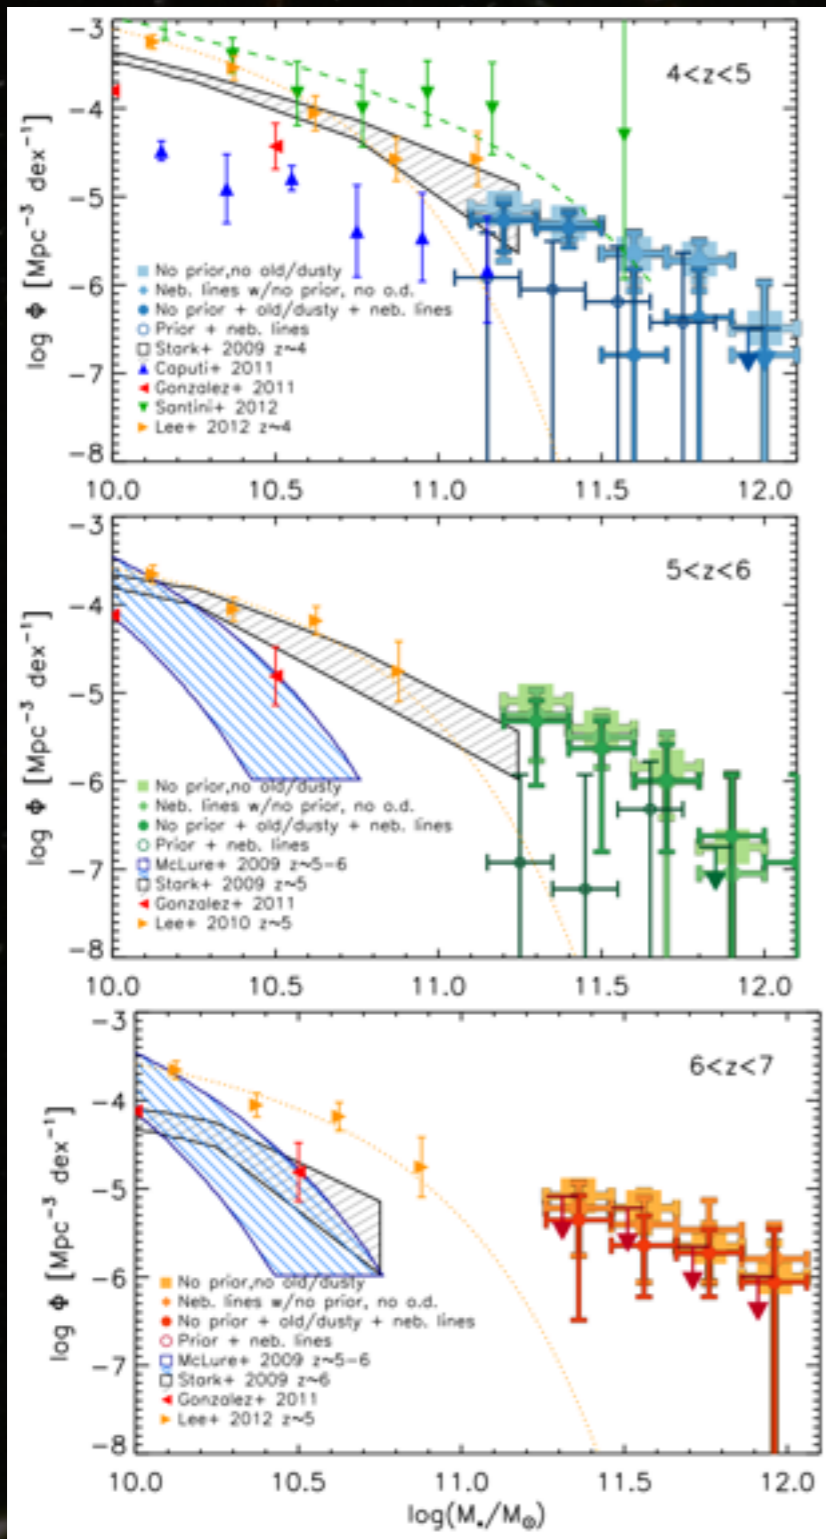 4<z<5
log Φ [Mpc⁻³ dex⁻¹]
−3
−4
−5
−6
−7
−8
No prior,no old/dusty
Neb. lines w/no prior, no o.d.
No prior + old/dusty + neb. lines
Prior + neb. lines
Stark+ 2009 z~4
Caputi+ 2011
Gonzalez+ 2011
Santini+ 2012
Lee+ 2012 z~4
10.0 10.5 11.0 11.5 12.0
5<z<6
log Φ [Mpc⁻³ dex⁻¹]
−3
−4
−5
−6
−7
−8
No prior,no old/dusty
Neb. lines w/no prior, no o.d.
No prior + old/dusty + neb. lines
Prior + neb. lines
McLure+ 2009 z~5−6
Stark+ 2009 z~5
Gonzalez+ 2011
Lee+ 2010 z~5
10.0 10.5 11.0 11.5 12.0
6<z<7
log Φ [Mpc⁻³ dex⁻¹]
−3
−4
−5
−6
−7
−8
No prior,no old/dusty
Neb. lines w/no prior, no o.d.
No prior + old/dusty + neb. lines
Prior + neb. lines
McLure+ 2009 z~5−6
Stark+ 2009 z~6
Gonzalez+ 2011
Lee+ 2012 z~5
10.0 10.5 11.0 11.5 12.0
log(M⋆/M⊙)